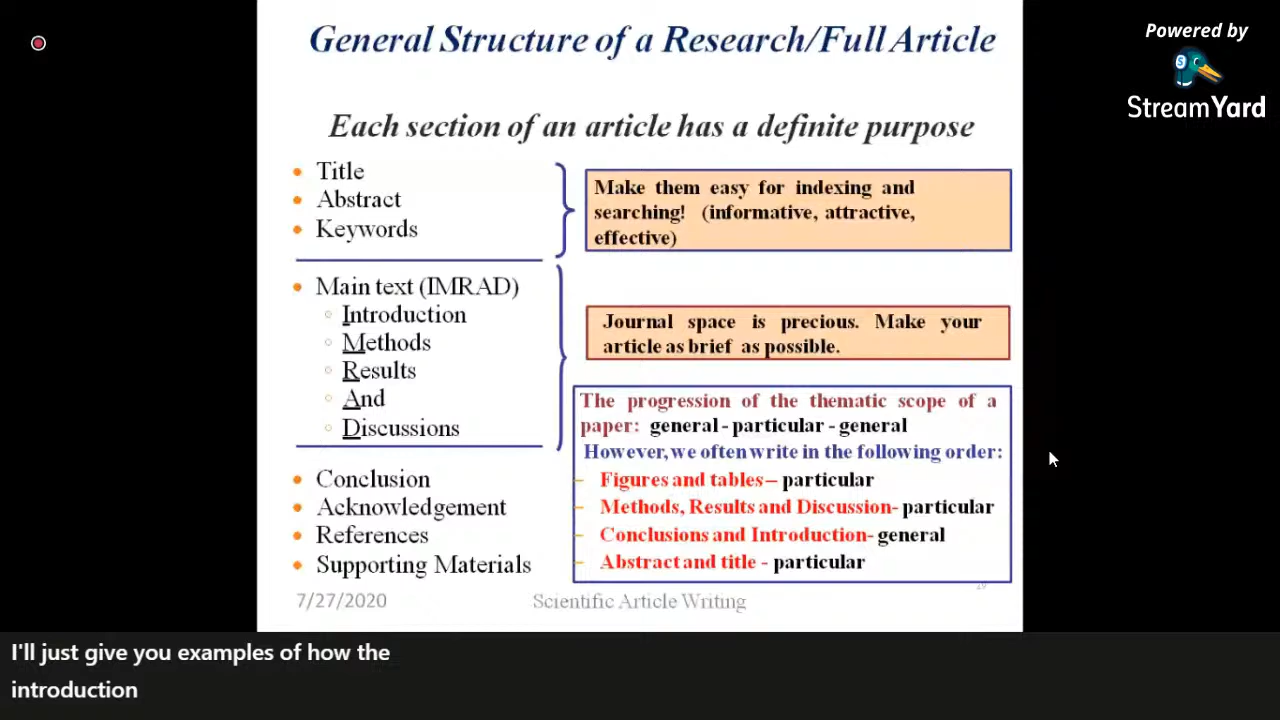 General Structure of a Research/Full Article
Powered by
StreamYard
Each section of an article has a definite purpose
• Title
• Abstract
• Keywords
Make them easy for indexing and
searching! (informative, attractive,
effective)
• Main text (IMRAD)
○ Introduction
○ Methods
○ Results
○ And
○ Discussions
Journal space is precious. Make your
article as brief as possible.
The progression of the thematic scope of a
paper: general - particular - general
However, we often write in the following order:
– Figures and tables – particular
– Methods, Results and Discussion- particular
– Conclusions and Introduction- general
– Abstract and title - particular
• Conclusion
• Acknowledgement
• References
• Supporting Materials
7/27/2020
Scientific Article Writing
I'll just give you examples of how the
introduction